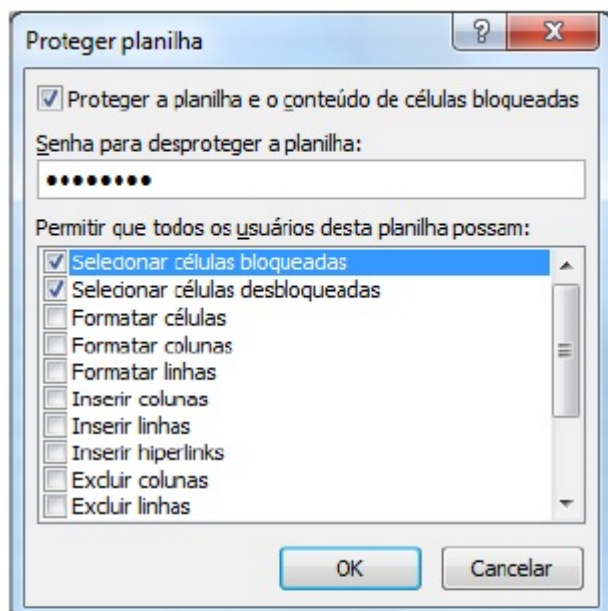 Proteger planilha
Proteger a planilha e o conteúdo de células bloqueadas
Senha para desproteger a planilha:
••••••••
Permitir que todos os usuários desta planilha possam:
Selecionar células bloqueadas
Selecionar células desbloqueadas
Formatar células
Formatar colunas
Formatar linhas
Inserir colunas
Inserir linhas
Inserir hiperlinks
Excluir colunas
Excluir linhas
OK Cancelar